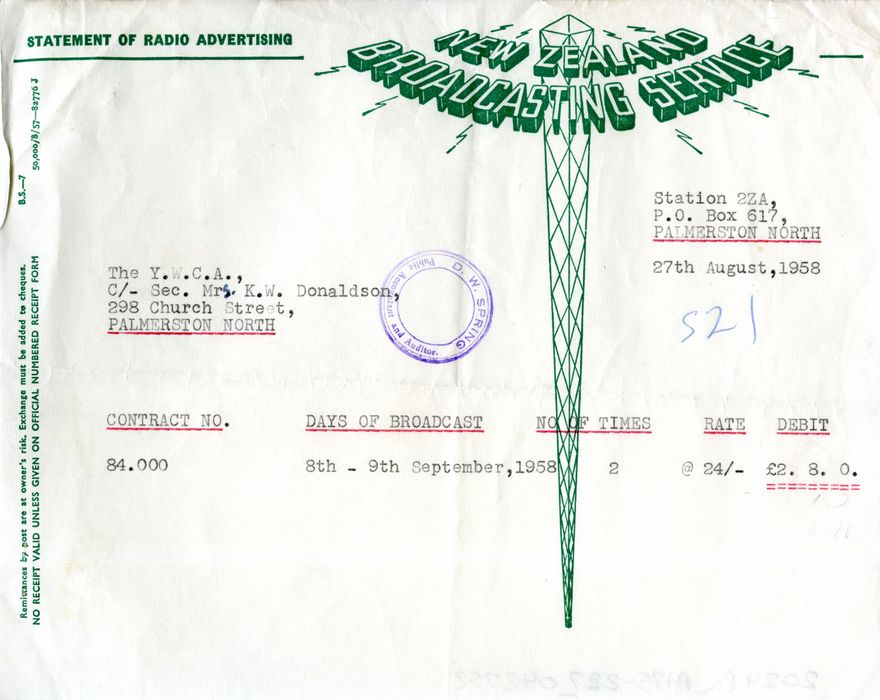 STATEMENT OF RADIO ADVERTISING
NEW ZEALAND
BROADCASTING SERVICE
Station 2ZA,
P.O. Box 617,
PALMERSTON NORTH
27th August,1958
The Y.W.C.A.,
C/- Sec. Mrs. K.W. Donaldson,
298 Church Street,
PALMERSTON NORTH
D. W. SPRING
Public Accountant and Auditor.
521
CONTRACT NO. DAYS OF BROADCAST NO OF TIMES RATE DEBIT
84.000 8th - 9th September,1958 2 @ 24/- £2. 8. 0.
B.S.—7 50,000/8/57—82776 J
Remittances by post are at owner's risk. Exchange must be added to cheques.
NO RECEIPT VALID UNLESS GIVEN ON OFFICIAL NUMBERED RECEIPT FORM